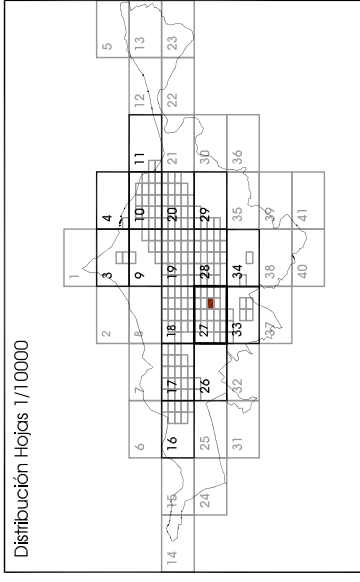 Distribución Hojas 1/10000
1
2 3 4 5
6 7 8 9 10 11 12 13
14 15 16 17 18 19 20 21 22 23
24 25 26 27 28 29 30
31 32 33 34 35 36
37 38 39
40 41